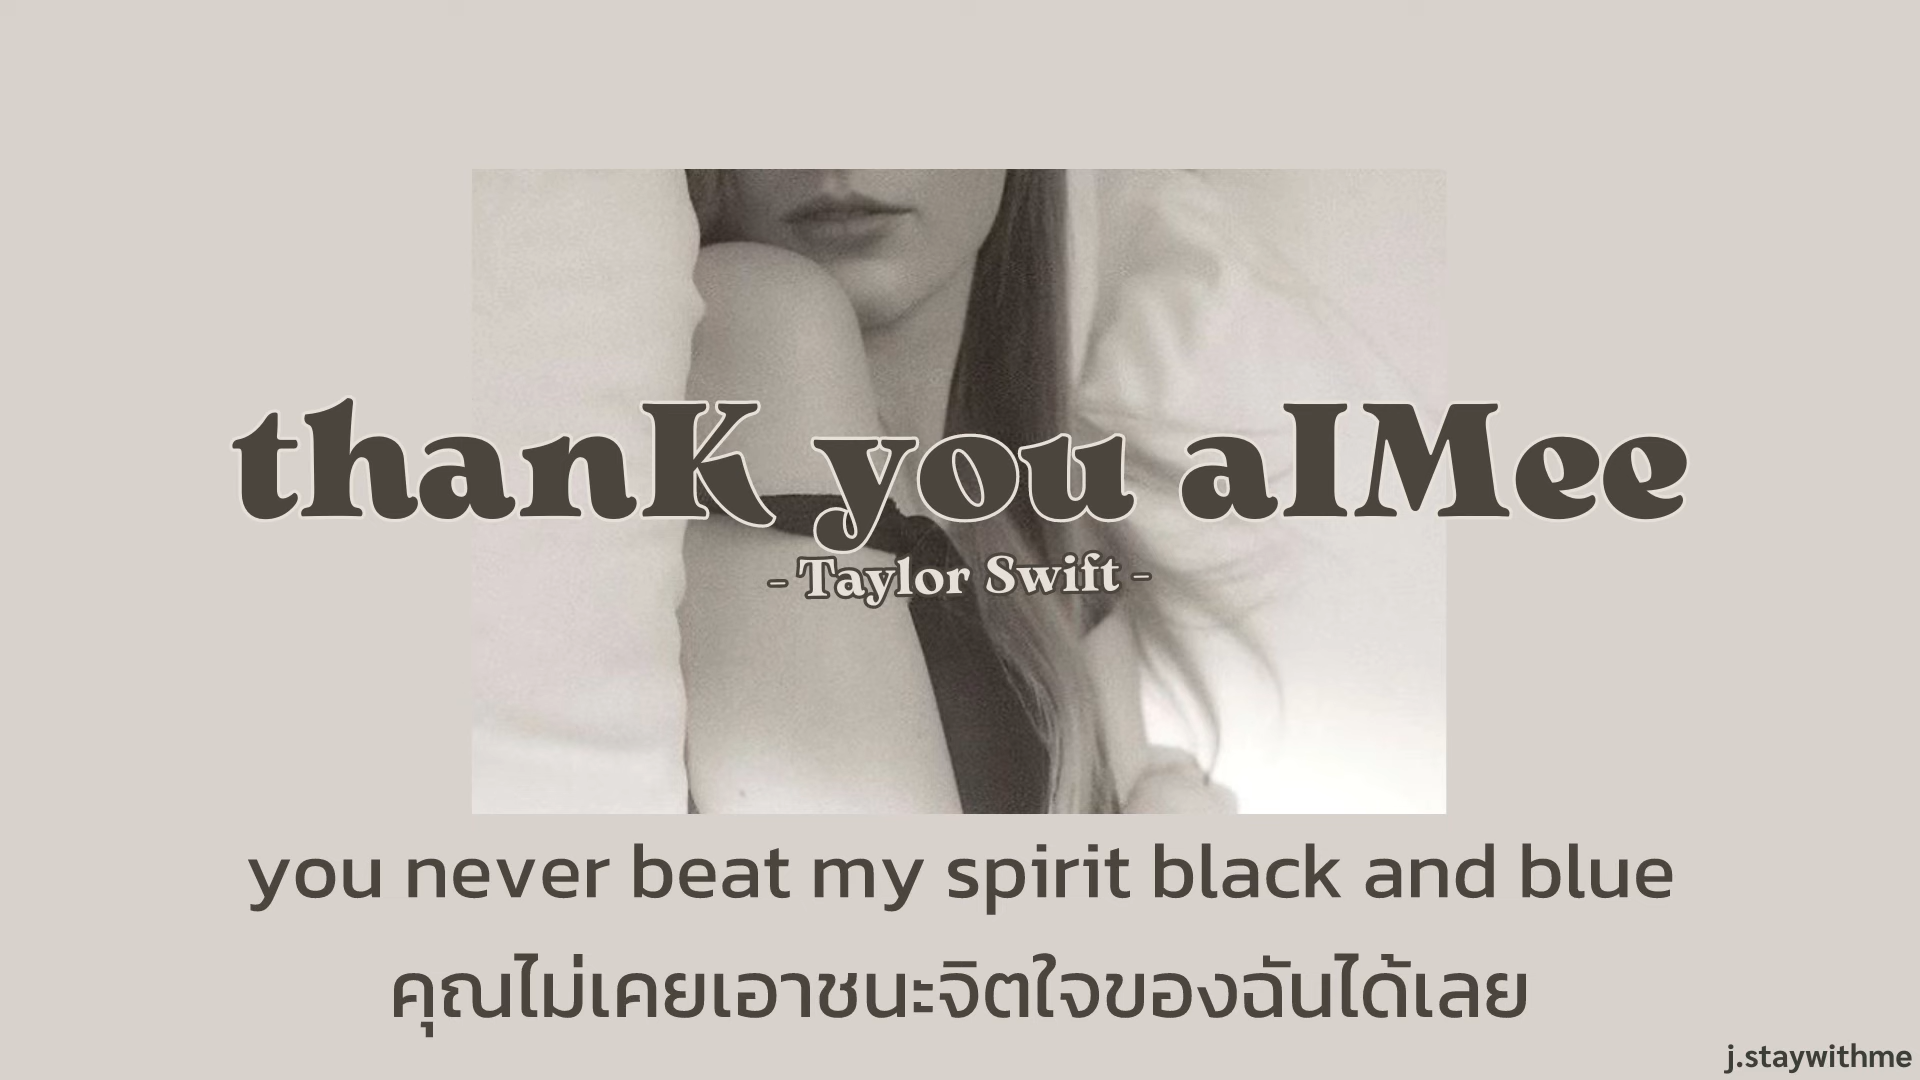 thanK you aIMee
- Taylor Swift -
you never beat my spirit black and blue
คุณไม่เคยเอาชนะจิตใจของฉันได้เลย
j.staywithme